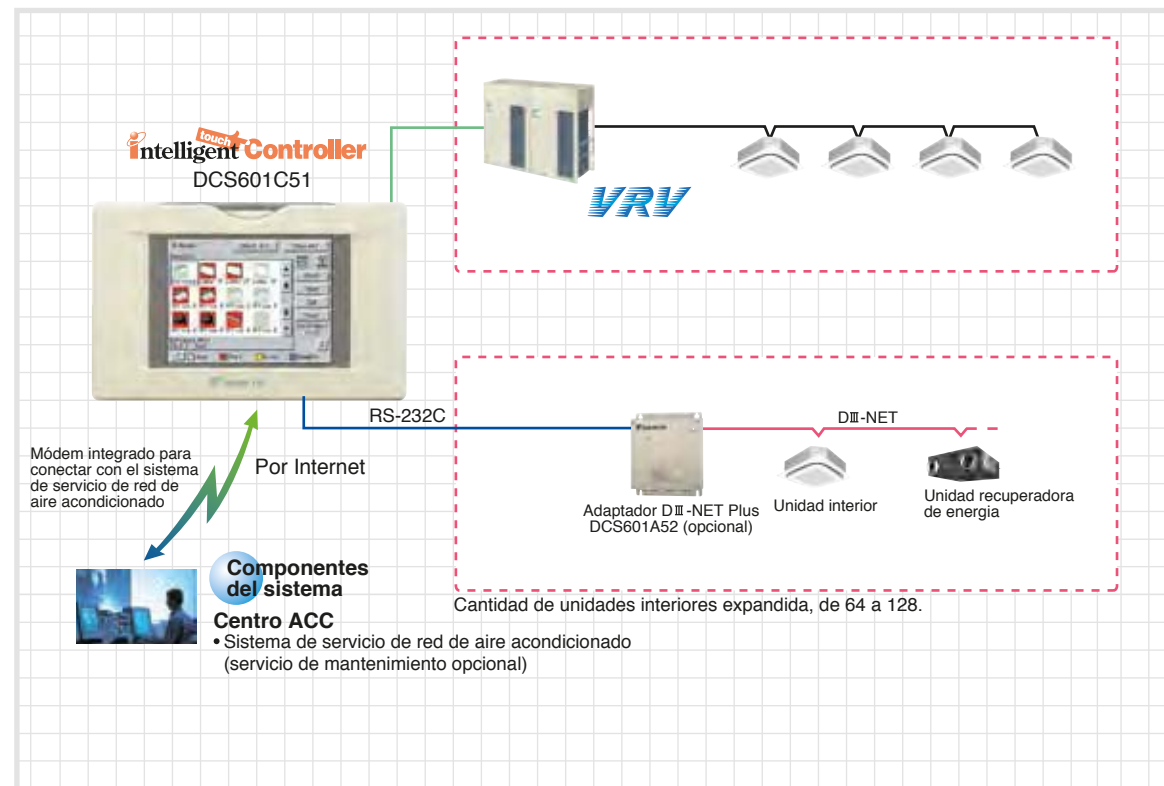 intelligent touch Controller
DCS601C51
VRV
RS-232C
DⅢ-NET
Módem integrado para
conectar con el sistema
de servicio de red de
aire acondicionado
Por Internet
Adaptador DⅢ-NET Plus
DCS601A52 (opcional)
Unidad interior
Unidad recuperadora
de energia
Componentes
del sistema
Cantidad de unidades interiores expandida, de 64 a 128.
Centro ACC
• Sistema de servicio de red de aire acondicionado
(servicio de mantenimiento opcional)